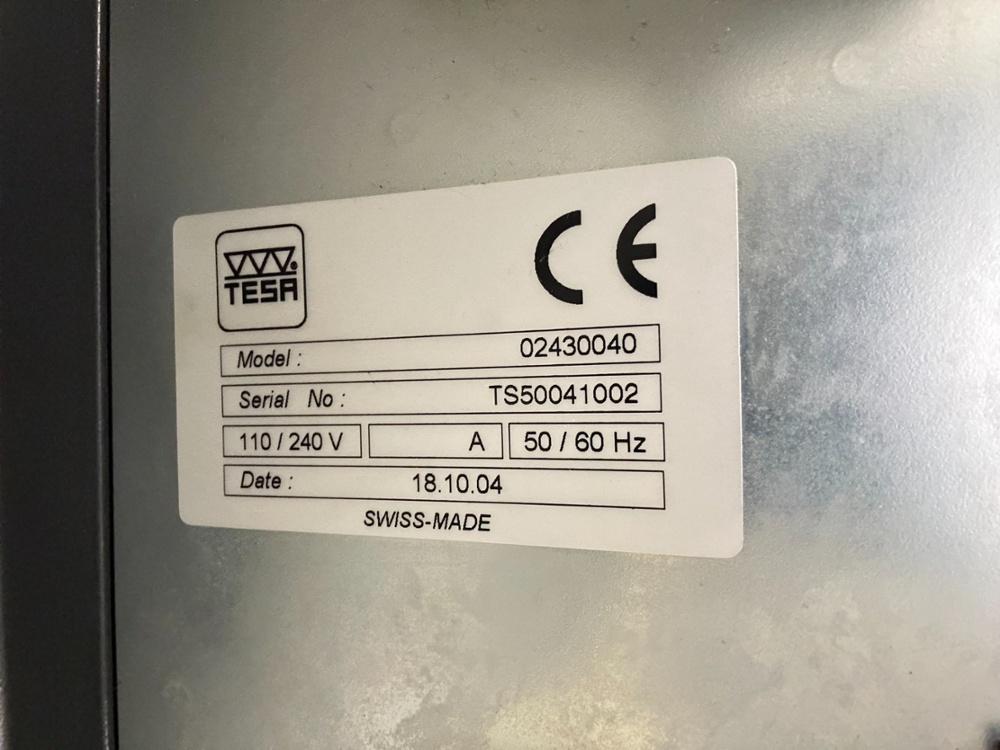 TESA
CE
Model : 02430040
Serial No : TS50041002
110 / 240 V A 50 / 60 Hz
Date : 18.10.04
SWISS-MADE